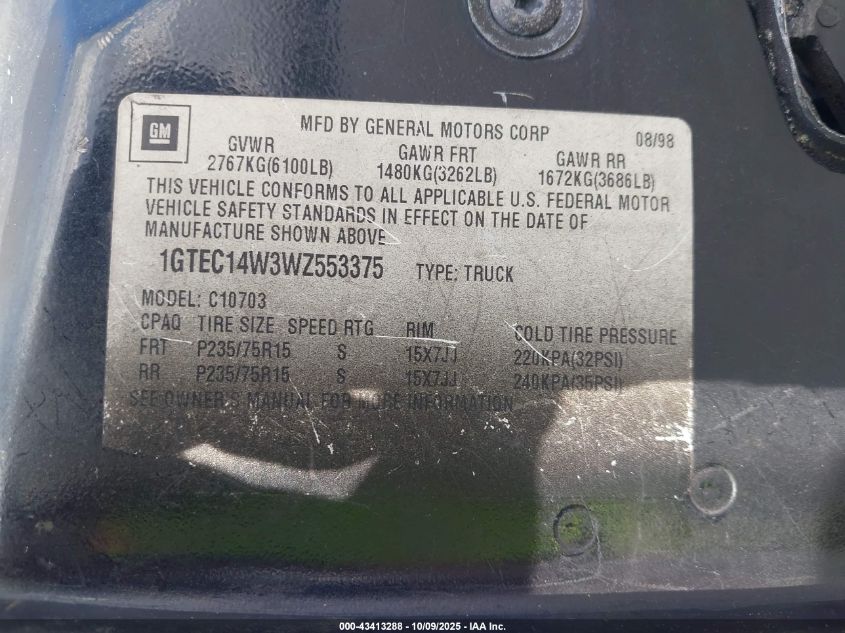 GM
MFD BY GENERAL MOTORS CORP 08/98
GVWR GAWR FRT GAWR RR
2767KG(6100LB) 1480KG(3262LB) 1672KG(3686LB)
THIS VEHICLE CONFORMS TO ALL APPLICABLE U.S. FEDERAL MOTOR
VEHICLE SAFETY STANDARDS IN EFFECT ON THE DATE OF
MANUFACTURE SHOWN ABOVE
1GTEC14W3WZ553375 TYPE: TRUCK
MODEL: C10703
CPAQ TIRE SIZE SPEED RTG RIM COLD TIRE PRESSURE
FRT P235/75R15 S 15X7JJ 220KPA(32PSI)
RR P235/75R15 S 15X7JJ 240KPA(35PSI)
SEE OWNER'S MANUAL FOR MORE INFORMATION
000-43413288 - 10/09/2025 - IAA Inc.